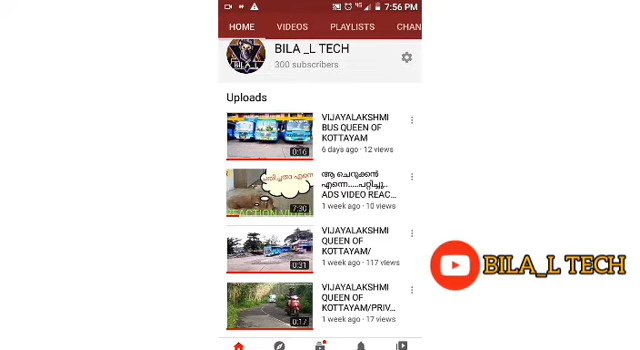 4G 7:56 PM
HOME VIDEOS PLAYLISTS CHAN
BILA _L TECH
300 subscribers
Uploads
VIJAYALAKSHMI
BUS QUEEN OF
KOTTAYAM
6 days ago · 12 views
0:16
ആ ചെറുക്കൻ
എന്നെ.....പറ്റിച്ചു..
ADS VIDEO REAC...
1 week ago · 10 views
7:30
VIJAYALAKSHMI
QUEEN OF
KOTTAYAM/
1 week ago · 117 views
0:31
VIJAYALAKSHMI
QUEEN OF
KOTTAYAM/PRIV...
1 week ago · 17 views
0:17
BILA_L TECH